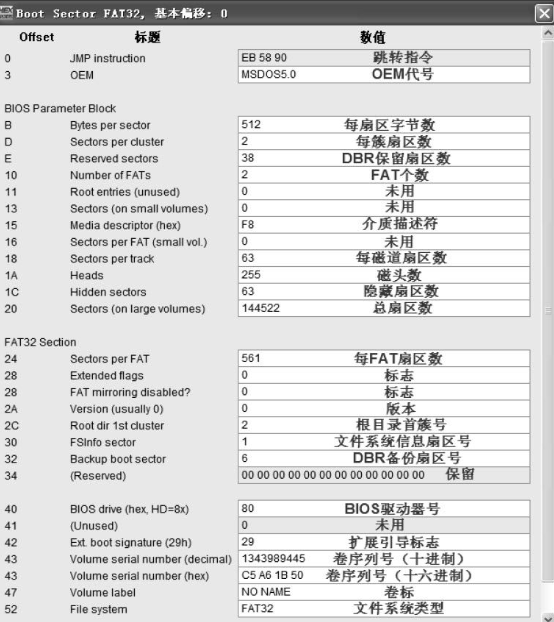 Boot Sector FAT32, 基本偏移: 0
Offset 标题 数值
0 JMP instruction EB 58 90 跳转指令
3 OEM MSDOS5.0 OEM代号
BIOS Parameter Block
B Bytes per sector 512 每扇区字节数
D Sectors per cluster 2 每簇扇区数
E Reserved sectors 38 DBR保留扇区数
10 Number of FATs 2 FAT个数
11 Root entries (unused) 0 未用
13 Sectors (on small volumes) 0 未用
15 Media descriptor (hex) F8 介质描述符
16 Sectors per FAT (small vol.) 0 未用
18 Sectors per track 63 每磁道扇区数
1A Heads 255 磁头数
1C Hidden sectors 63 隐藏扇区数
20 Sectors (on large volumes) 144522 总扇区数
FAT32 Section
24 Sectors per FAT 561 每FAT扇区数
28 Extended flags 0 标志
28 FAT mirroring disabled? 0 标志
2A Version (usually 0) 0 版本
2C Root dir 1st cluster 2 根目录首簇号
30 FSInfo sector 1 文件系统信息扇区号
32 Backup boot sector 6 DBR备份扇区号
34 (Reserved) 00 00 00 00 00 00 00 00 00 00 00 00 保留
40 BIOS drive (hex, HD=8x) 80 BIOS驱动器号
41 (Unused) 0 未用
42 Ext. boot signature (29h) 29 扩展引导标志
43 Volume serial number (decimal) 1343989445 卷序列号（十进制）
43 Volume serial number (hex) C5 A6 1B 50 卷序列号（十六进制）
47 Volume label NO NAME 卷标
52 File system FAT32 文件系统类型